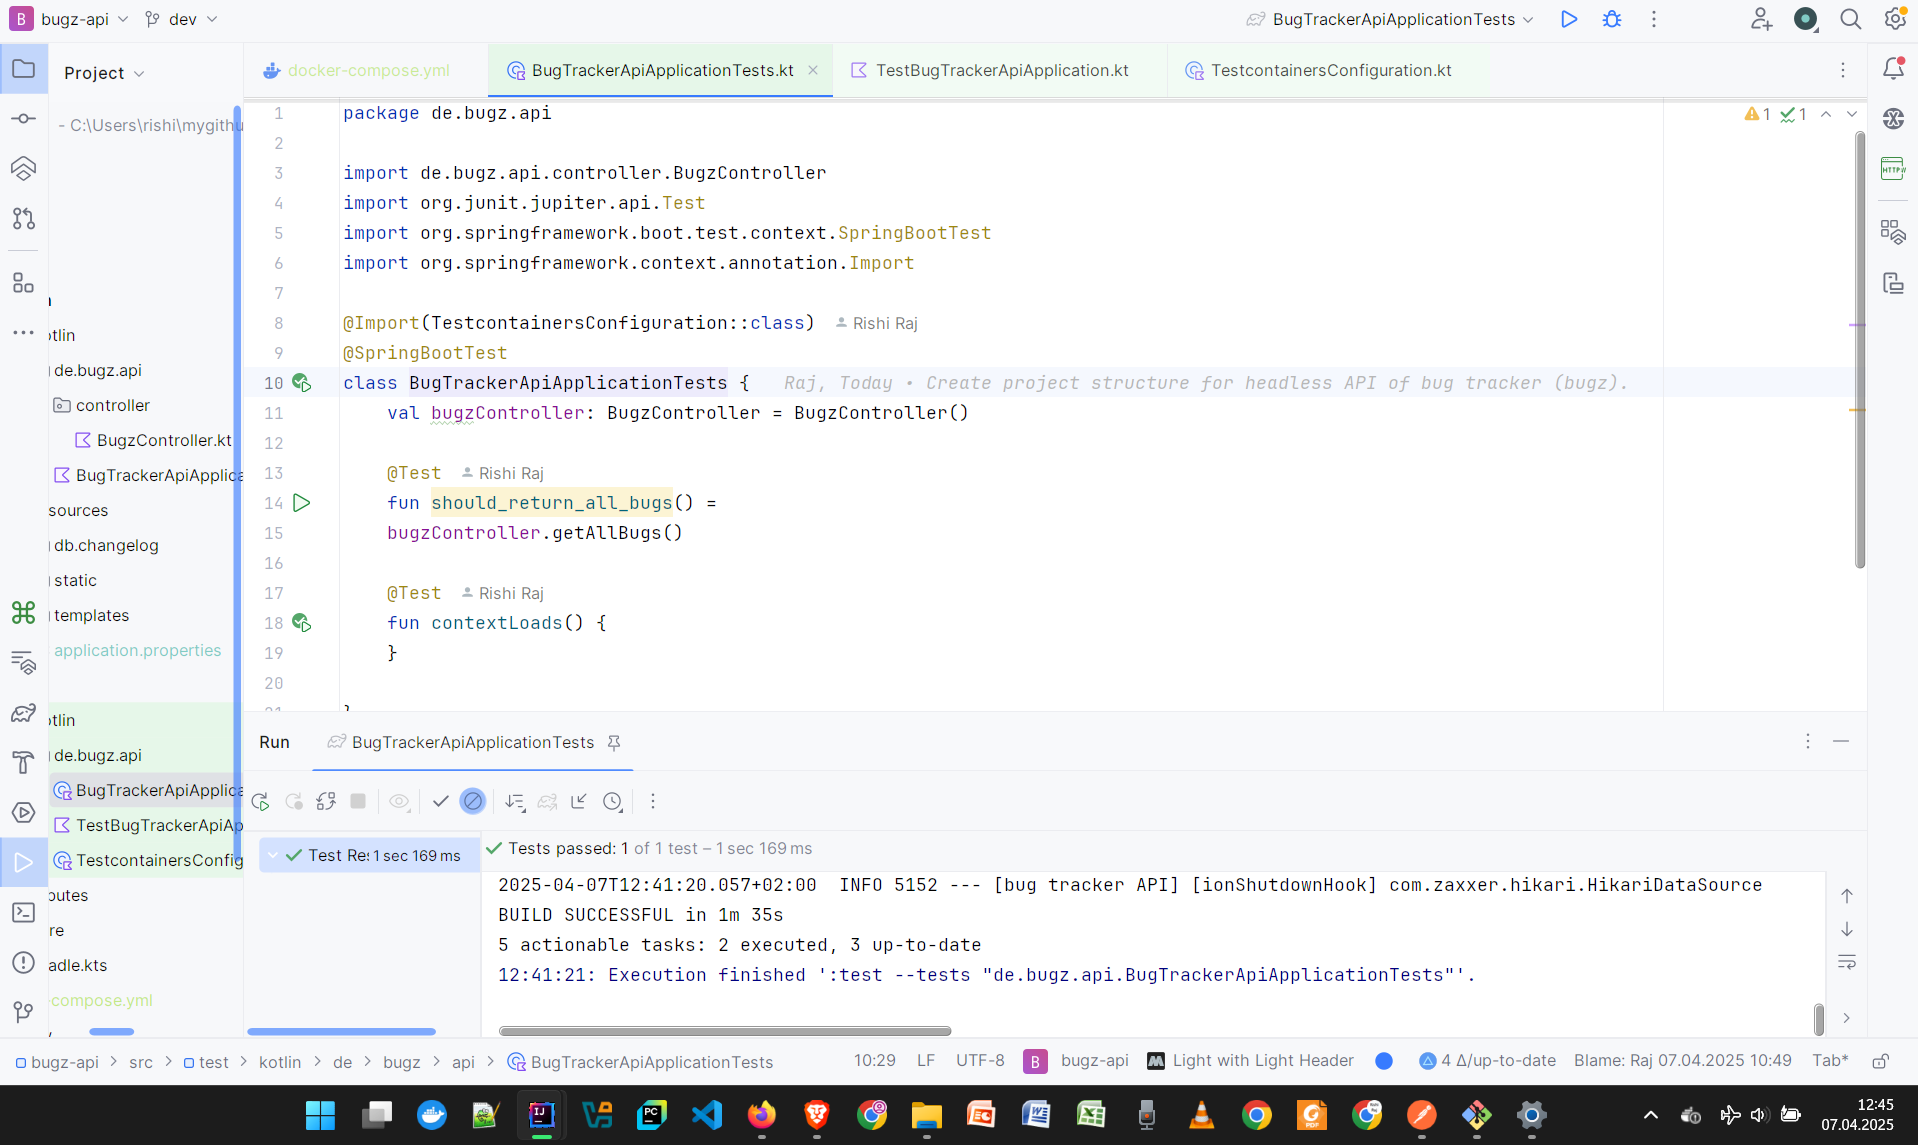 B bugz-api dev BugTrackerApiApplicationTests
Project
docker-compose.yml BugTrackerApiApplicationTests.kt TestBugTrackerApiApplication.kt TestcontainersConfiguration.kt
- C:\Users\rishi\mygithu
otlin
de.bugz.api
controller
BugzController.kt
BugTrackerApiApplica
sources
db.changelog
static
templates
application.properties
otlin
de.bugz.api
BugTrackerApiApplica
TestBugTrackerApiAp
TestcontainersConfig
outes
re
adle.kts
-compose.yml
1 package de.bugz.api
1 1
2
3 import de.bugz.api.controller.BugzController
4 import org.junit.jupiter.api.Test
5 import org.springframework.boot.test.context.SpringBootTest
6 import org.springframework.context.annotation.Import
7
8 @Import(TestcontainersConfiguration::class) Rishi Raj
9 @SpringBootTest
10 class BugTrackerApiApplicationTests { Raj, Today • Create project structure for headless API of bug tracker (bugz).
11 val bugzController: BugzController = BugzController()
12
13 @Test Rishi Raj
14 fun should_return_all_bugs() =
15 bugzController.getAllBugs()
16
17 @Test Rishi Raj
18 fun contextLoads() {
19 }
20
HTTP
Run BugTrackerApiApplicationTests
Test Re: 1 sec 169 ms
Tests passed: 1 of 1 test – 1 sec 169 ms
2025-04-07T12:41:20.057+02:00 INFO 5152 --- [bug tracker API] [ionShutdownHook] com.zaxxer.hikari.HikariDataSource
BUILD SUCCESSFUL in 1m 35s
5 actionable tasks: 2 executed, 3 up-to-date
12:41:21: Execution finished ':test --tests "de.bugz.api.BugTrackerApiApplicationTests"'.
bugz-api > src > test > kotlin > de > bugz > api > BugTrackerApiApplicationTests 10:29 LF UTF-8 B bugz-api Light with Light Header 4 Δ/up-to-date Blame: Raj 07.04.2025 10:49 Tab*
12:45
07.04.2025